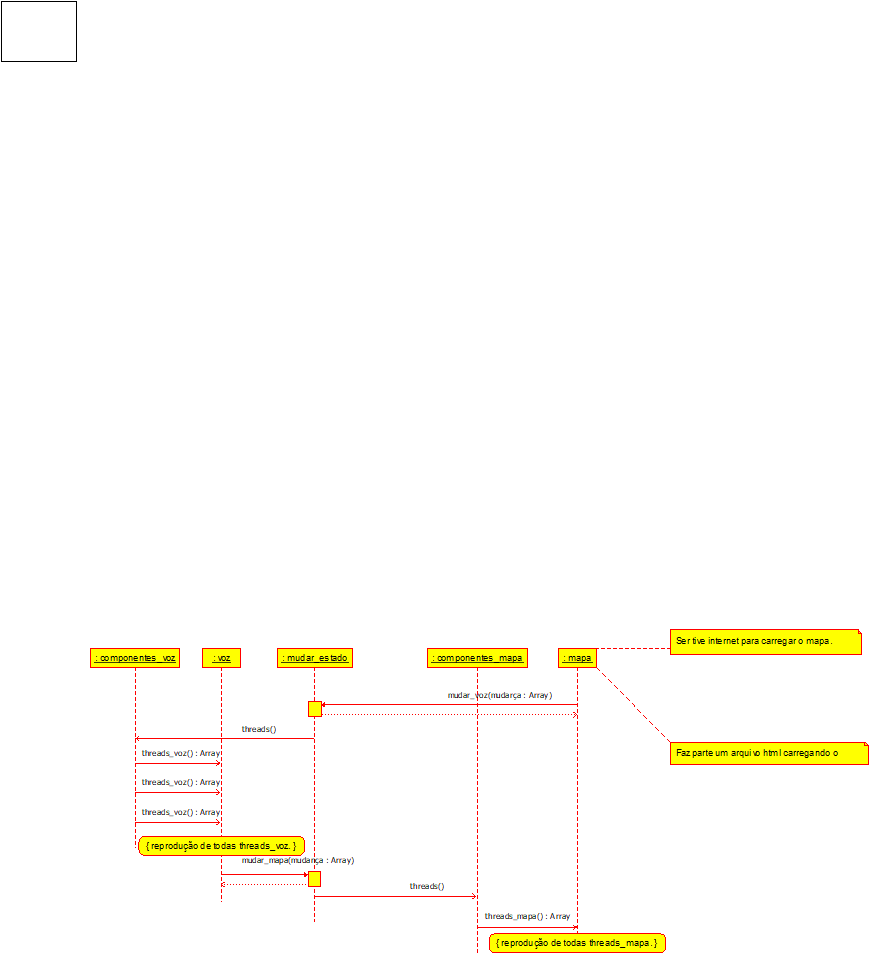 Ser tive internet para carregar o mapa.
: componentes_voz
: voz
: mudar_estado
: componentes_mapa
: mapa
mudar_voz(mudarça : Array)
threads()
Faz parte um arquivo html carregando o
threads_voz() : Array
threads_voz() : Array
threads_voz() : Array
{ reprodução de todas threads_voz. }
mudar_mapa(mudança : Array)
threads()
threads_mapa() : Array
{ reprodução de todas threads_mapa. }